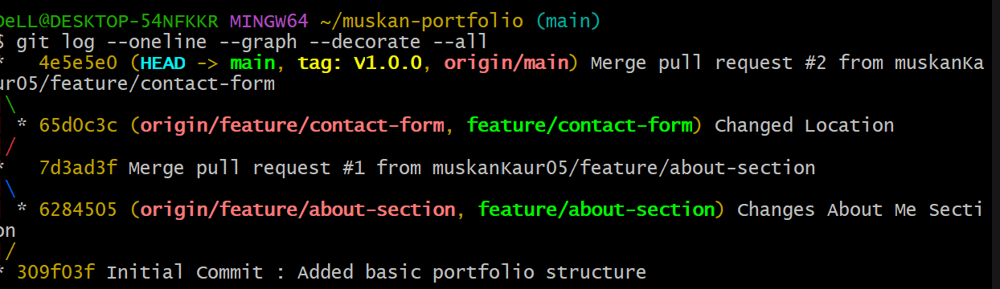 DeLL@DESKTOP-54NFKKR MINGW64 ~/muskan-portfolio (main)
$ git log --oneline --graph --decorate --all
*   4e5e5e0 (HEAD -> main, tag: v1.0.0, origin/main) Merge pull request #2 from muskanKa
ur05/feature/contact-form
|\
| * 65d0c3c (origin/feature/contact-form, feature/contact-form) Changed Location
|/
*   7d3ad3f Merge pull request #1 from muskanKaur05/feature/about-section
|\
| * 6284505 (origin/feature/about-section, feature/about-section) Changes About Me Secti
on
|/
* 309f03f Initial Commit : Added basic portfolio structure